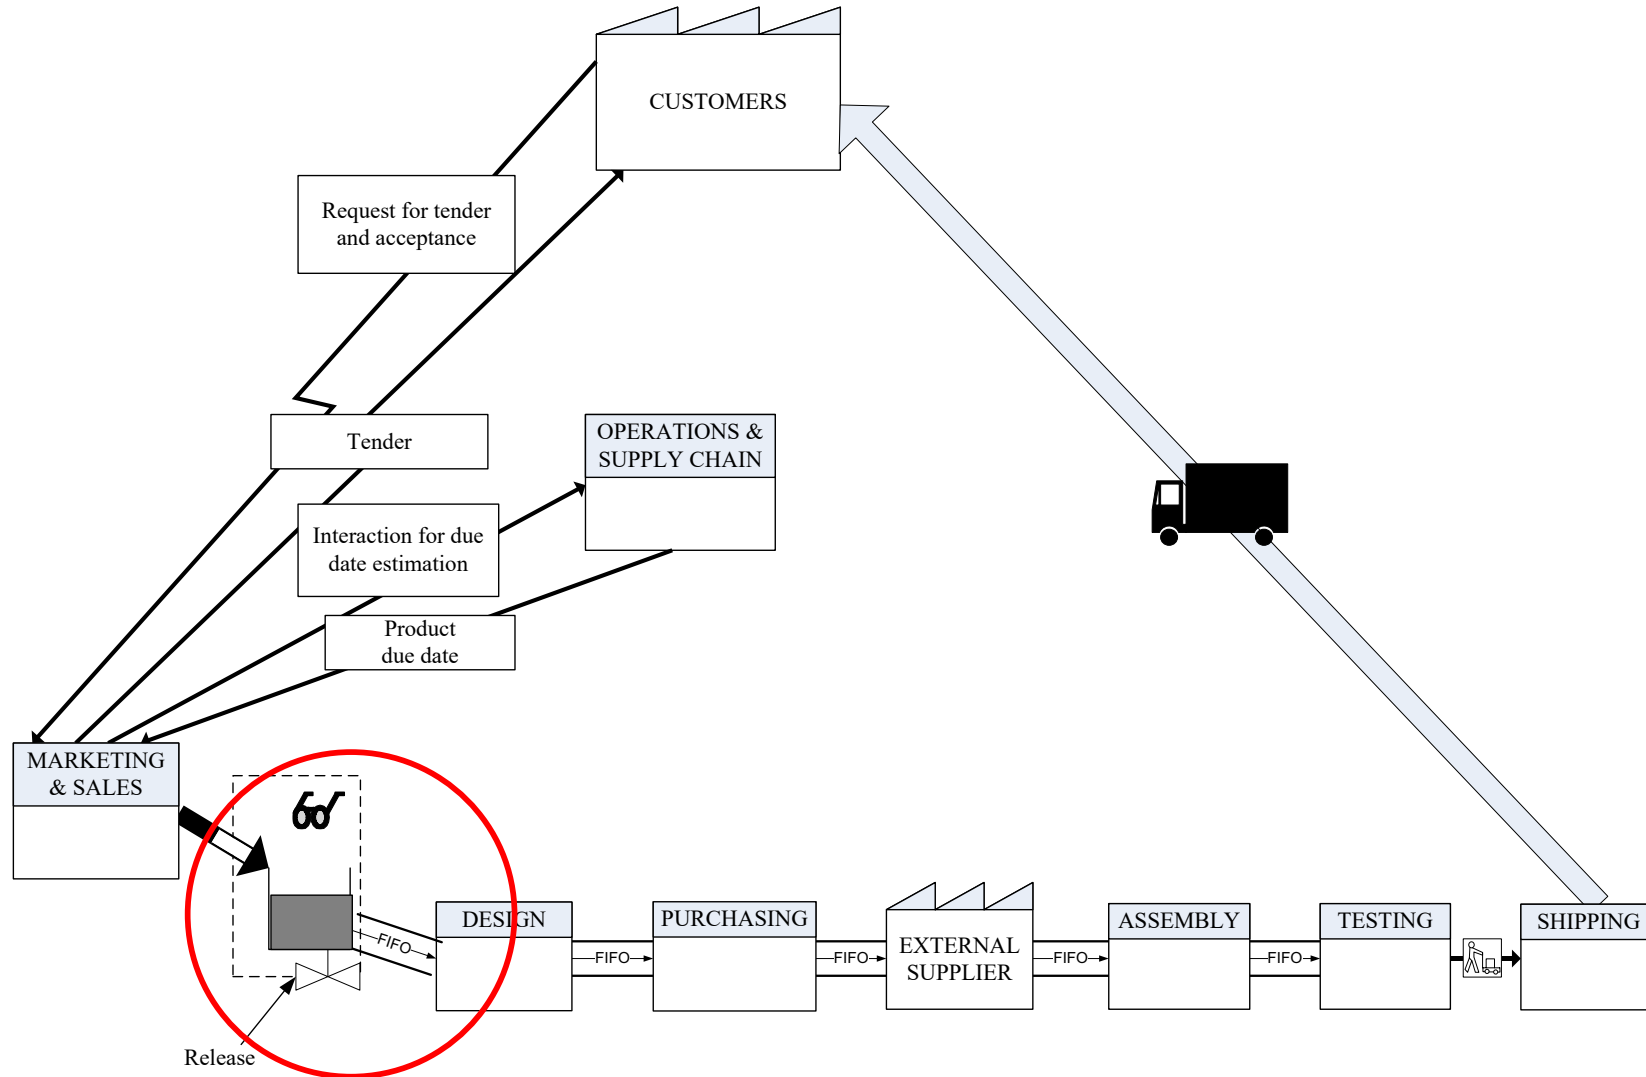 CUSTOMERS
Request for tender
and acceptance
Tender
OPERATIONS &
SUPPLY CHAIN
Interaction for due
date estimation
Product
due date
MARKETING
& SALES
FIFO
DESIGN
FIFO
PURCHASING
FIFO
EXTERNAL
SUPPLIER
FIFO
ASSEMBLY
FIFO
TESTING
SHIPPING
Release